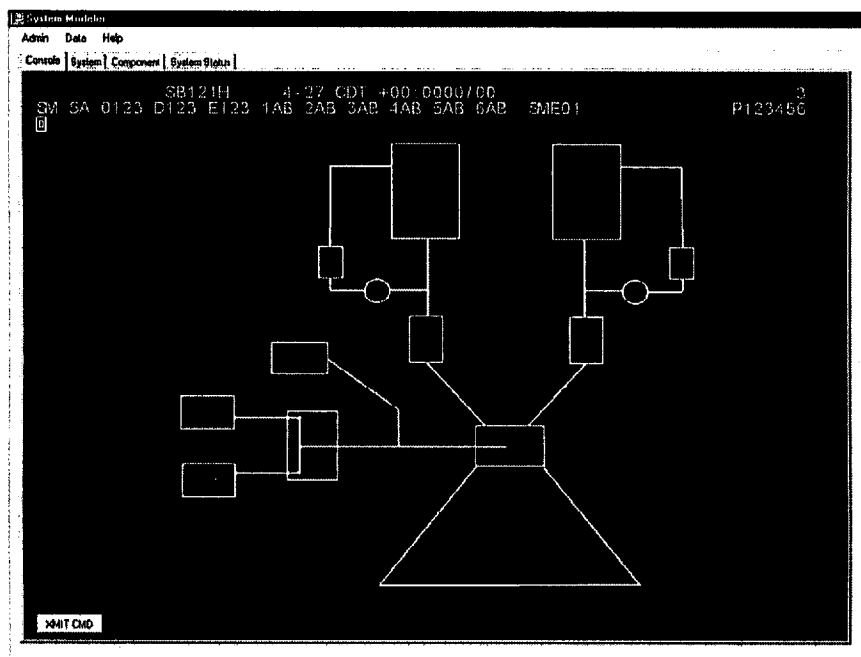 System Modeler
Admin Data Help
Console System Component System Status
SB121H 4-27 CDT +00:0000/00 3
SM SA 0123 D123 E123 1AB 2AB 3AB 4AB 5AB 6AB SME01 P123456
D
XMIT CMD